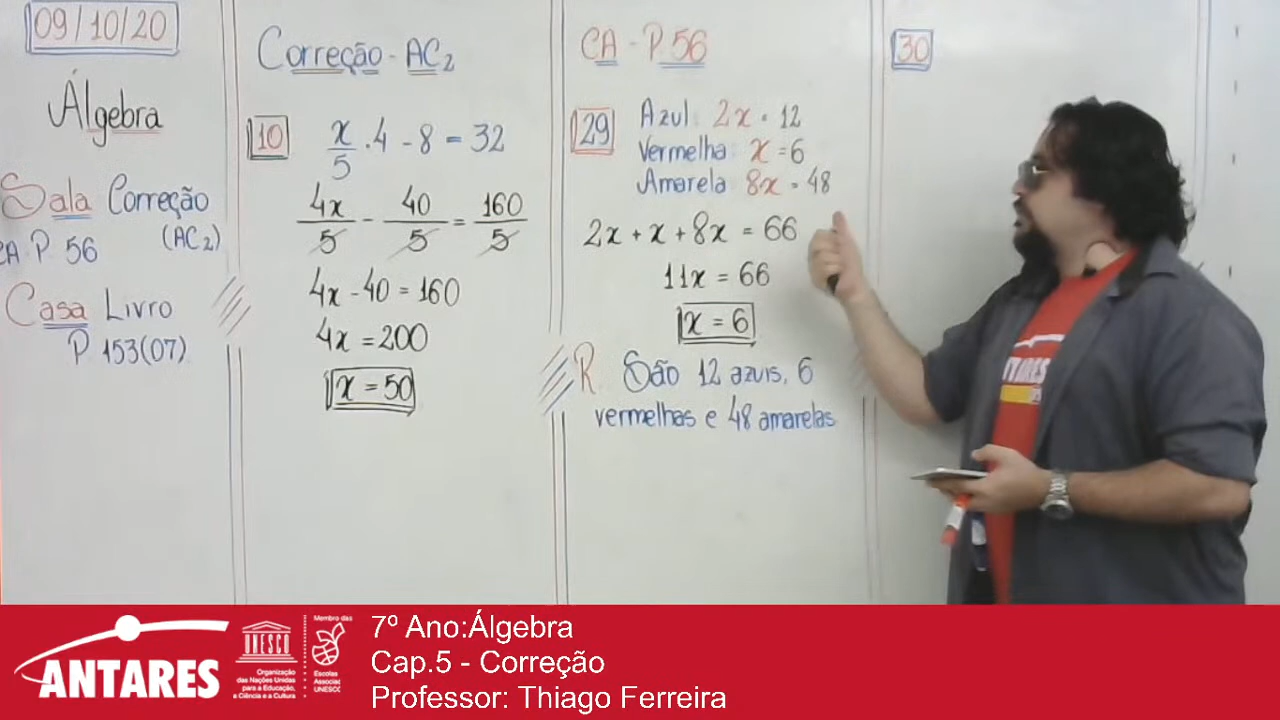 09/10/20
Álgebra
Sala Correção
(AC2)
CA P 56
Casa Livro
P 153(07)
Correção - AC2
10
x/5 . 4 - 8 = 32
4x/5 - 40/5 = 160/5
4x - 40 = 160
4x = 200
x = 50
CA - P 56
29
Azul: 2x = 12
Vermelha: x = 6
Amarela: 8x = 48
2x + x + 8x = 66
11x = 66
x = 6
R. São 12 azuis, 6
vermelhas e 48 amarelas
30
ANTARES
UNESCO
Organização
das Nações Unidas
para a Educação,
a Ciência e a Cultura
Membro das
Escolas
Associadas
UNESCO
7º Ano:Álgebra
Cap.5 - Correção
Professor: Thiago Ferreira